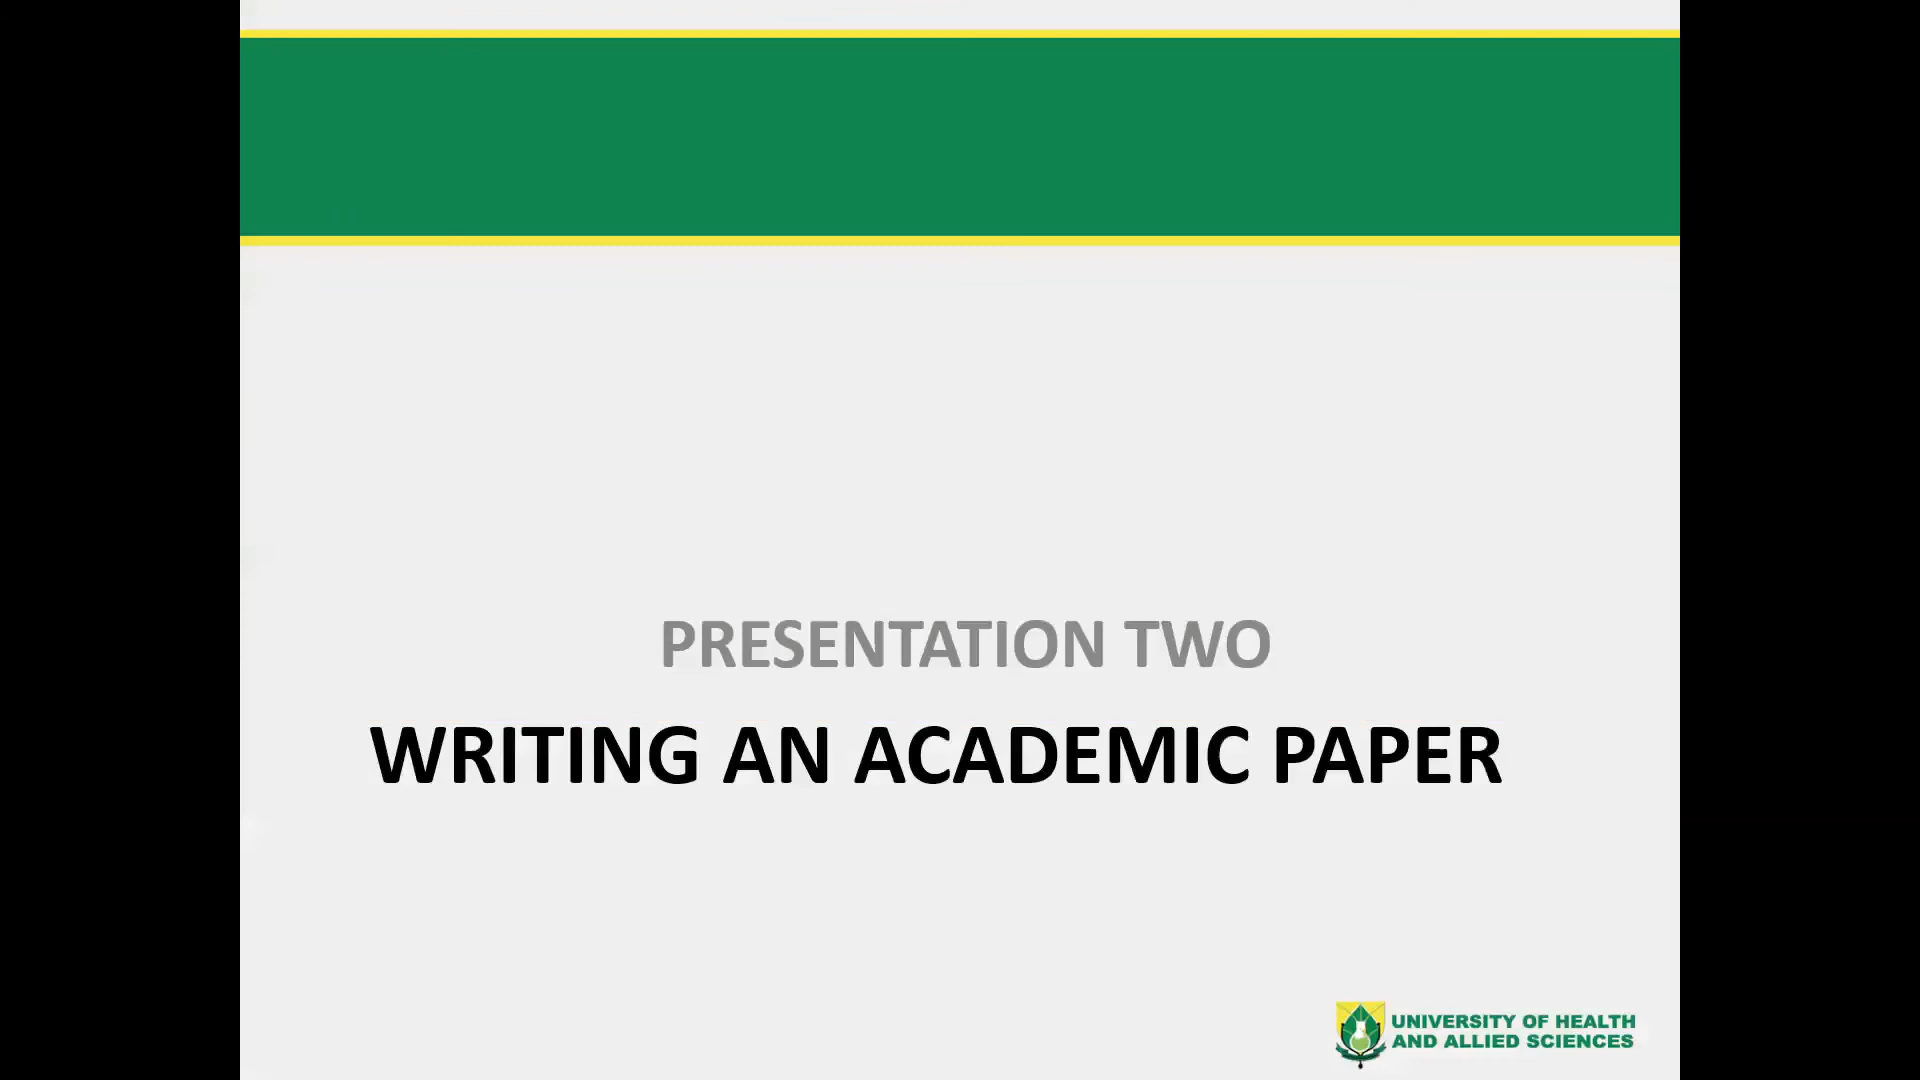 PRESENTATION TWO
WRITING AN ACADEMIC PAPER
UNIVERSITY OF HEALTH
AND ALLIED SCIENCES